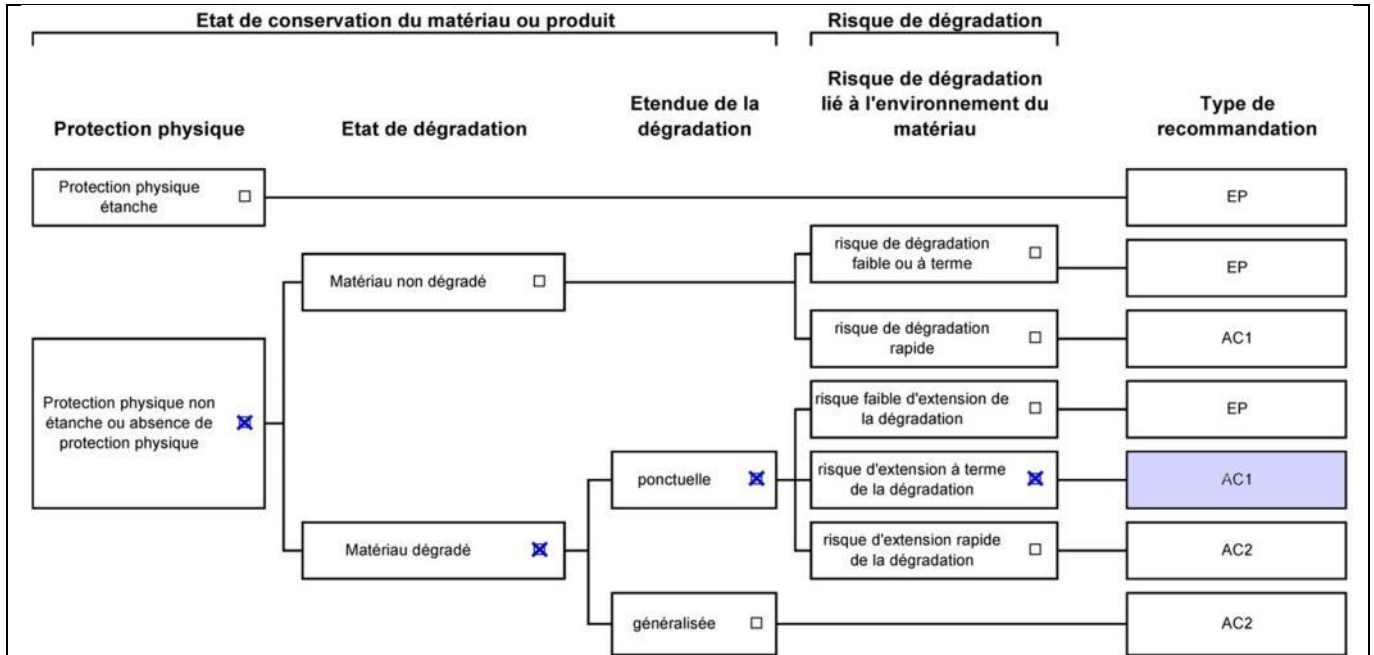 Etat de conservation du matériau ou produit
Risque de dégradation
Protection physique
Etat de dégradation
Etendue de la
dégradation
Risque de dégradation
lié à l'environnement du
matériau
Type de
recommandation
Protection physique
étanche
EP
Matériau non dégradé
risque de dégradation
faible ou à terme
EP
risque de dégradation
rapide
AC1
Protection physique non
étanche ou absence de
protection physique
risque faible d'extension de
la dégradation
EP
ponctuelle
risque d'extension à terme
de la dégradation
AC1
Matériau dégradé
risque d'extension rapide
de la dégradation
AC2
généralisée
AC2